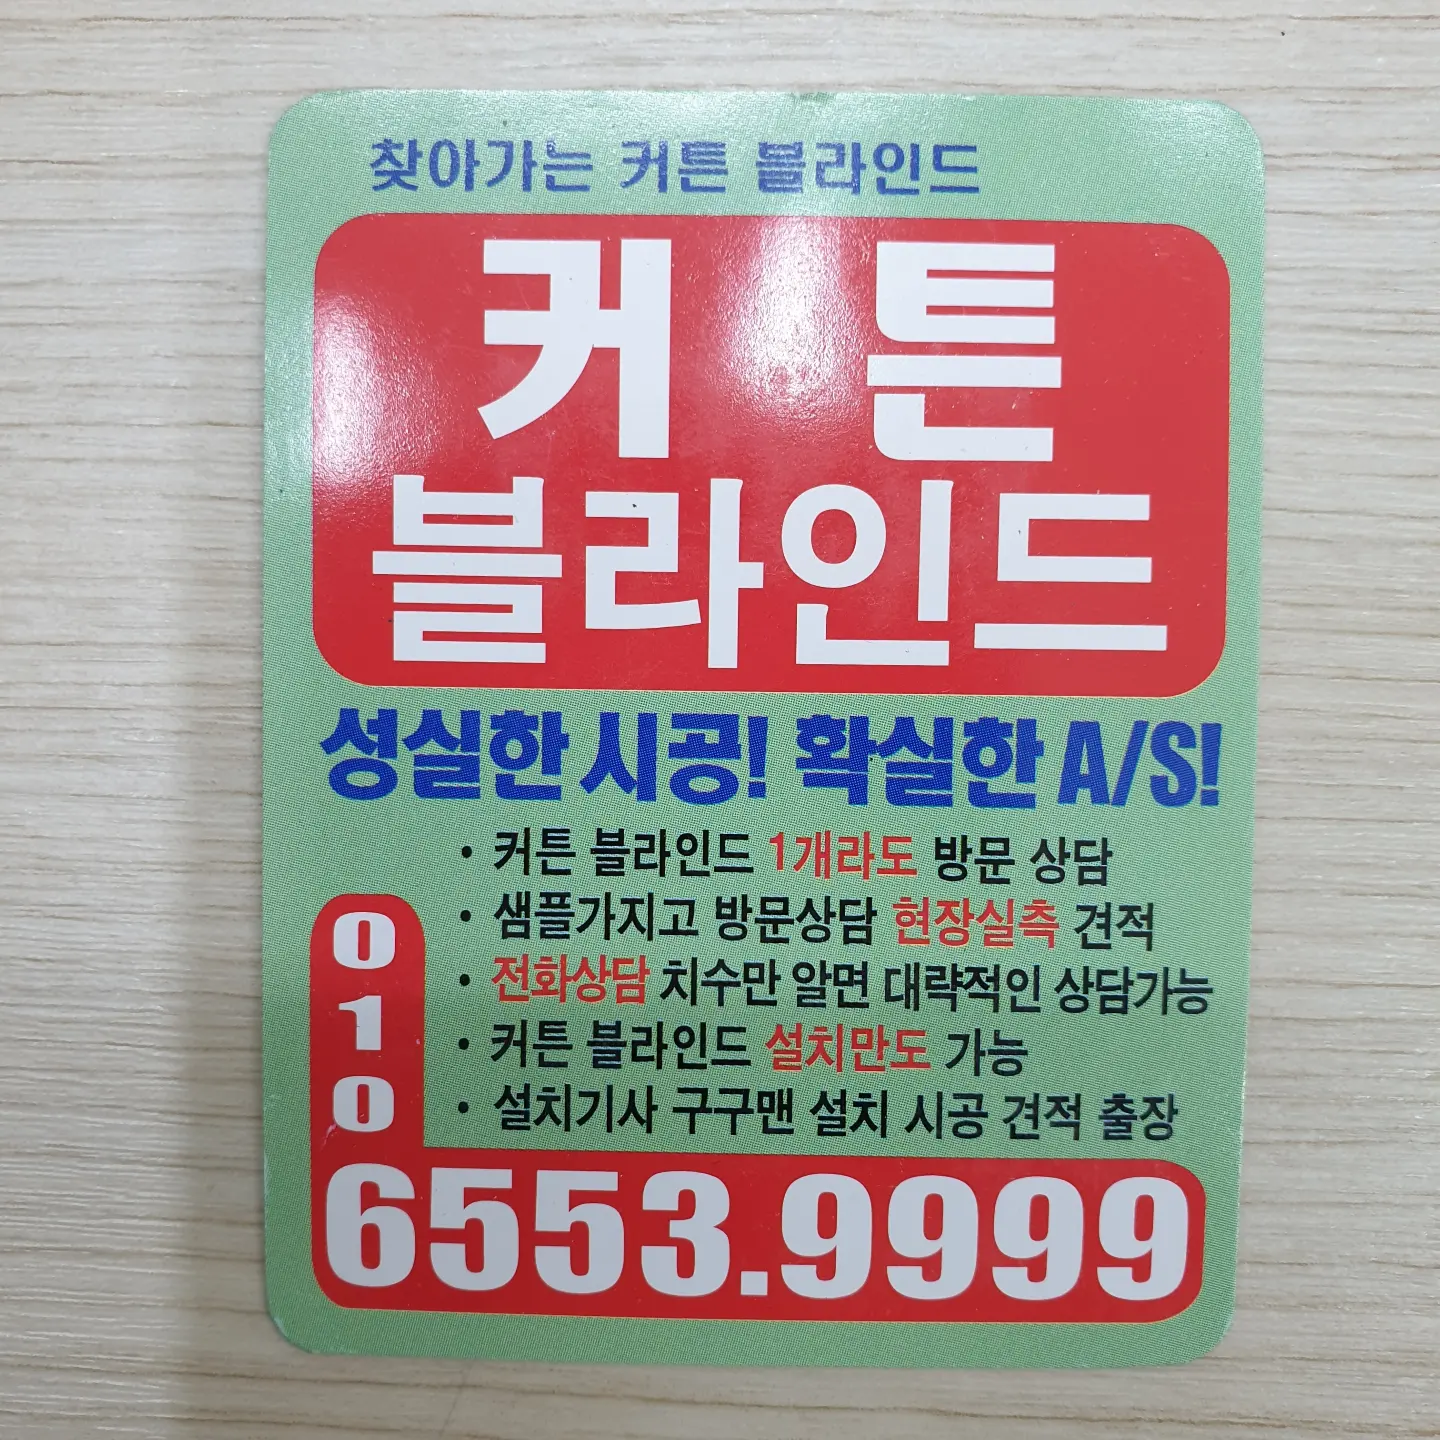 찾아가는 커튼 블라인드
커 튼
블라인드
성실한 시공! 확실한 A/S!
· 커튼 블라인드 1개라도 방문 상담
· 샘플가지고 방문상담 현장실측 견적
· 전화상담 치수만 알면 대략적인 상담가능
· 커튼 블라인드 설치만도 가능
· 설치기사 구구맨 설치 시공 견적 출장
010
6553.9999